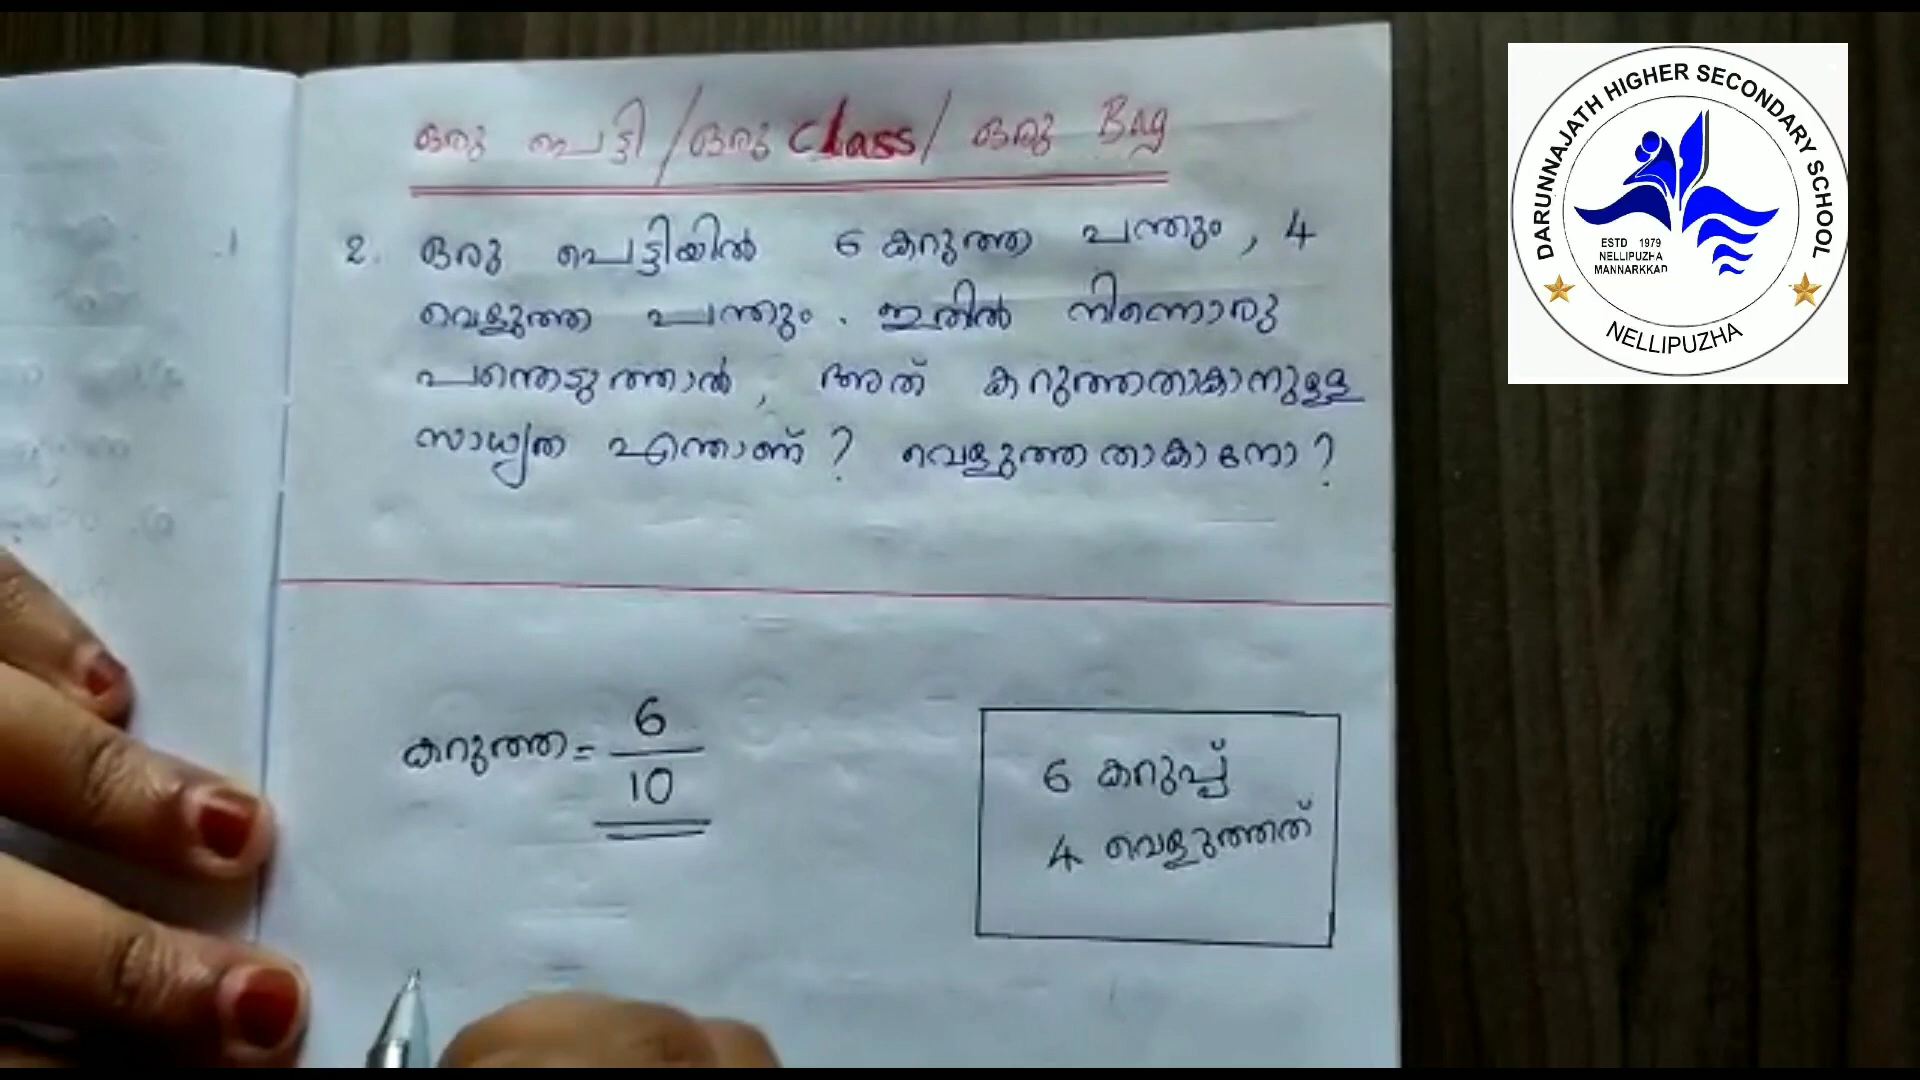 ഒരു പെട്ടി / ഒരു Class / ഒരു Bag
2. ഒരു പെട്ടിയിൽ 6 കറുത്ത പന്തും , 4
വെളുത്ത പന്തും . ഇതിൽ നിന്നൊരു
പന്തെടുത്താൽ , അത് കറുത്തതാകാനുള്ള
സാധ്യത എന്താണ് ? വെളുത്തതാകാനോ ?
കറുത്ത = 6
10
6 കറുപ്പ്
4 വെളുത്തത്
DARUNNAJATH HIGHER SECONDARY SCHOOL
ESTD 1979
NELLIPUZHA
MANNARKKAD
NELLIPUZHA